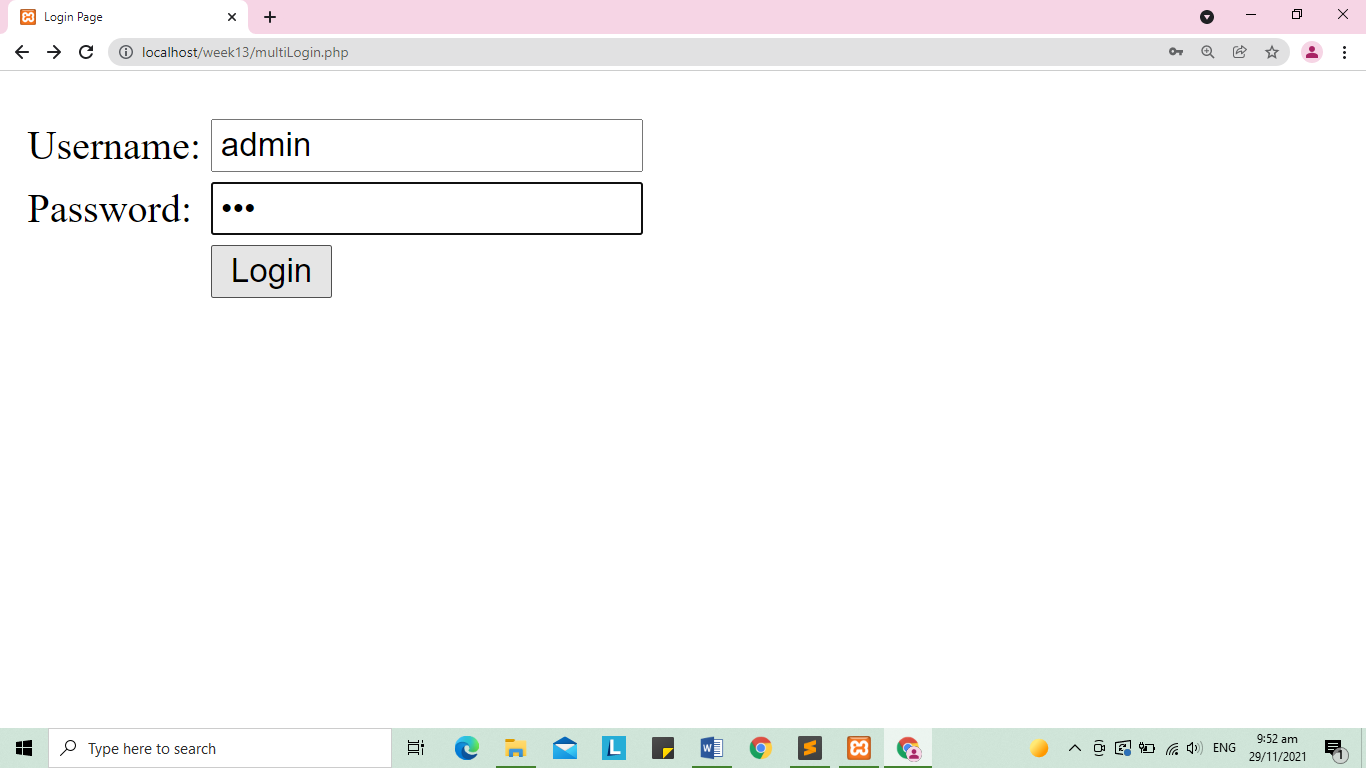 Login Page
localhost/week13/multiLogin.php
Username: admin
Password: •••
Login
Type here to search
L
W
ENG
9:52 am
29/11/2021
1